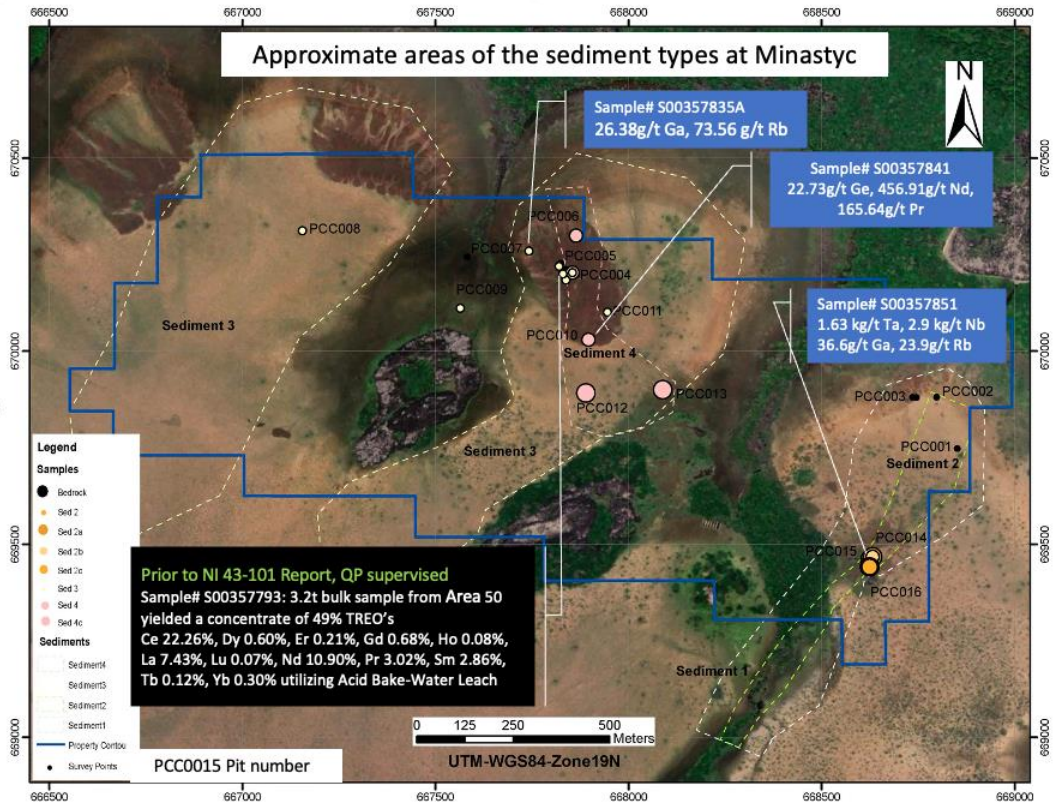 666500 667000 667500 668000 668500 669000
Approximate areas of the sediment types at Minastyc
N
Sample# S00357835A
26.38g/t Ga, 73.56 g/t Rb
Sample# S00357841
22.73g/t Ge, 456.91g/t Nd,
165.64g/t Pr
Sample# S00357851
1.63 kg/t Ta, 2.9 kg/t Nb
36.6g/t Ga, 23.9g/t Rb
670500
670500
PCC006
PCC008
PCC007
PCC005
PCC004
PCC009
PCC011
Sediment 3
PCC010
Sediment 4
670000
670000
PCC012
PCC013
PCC003
PCC002
PCC001
Sediment 2
Sediment 3
669500
669500
PCC015
PCC014
PCC016
Sediment 1
669000
669000
Legend
Samples
Bedrock
Sed 2
Sed 2a
Sed 2b
Sed 2c
Sed 3
Sed 4
Sed 4c
Sediments
Sediment4
Sediment3
Sediment2
Sediment1
Property Contou
Survey Points
Prior to NI 43-101 Report, QP supervised
Sample# S00357793: 3.2t bulk sample from Area 50
yielded a concentrate of 49% TREO's
Ce 22.26%, Dy 0.60%, Er 0.21%, Gd 0.68%, Ho 0.08%,
La 7.43%, Lu 0.07%, Nd 10.90%, Pr 3.02%, Sm 2.86%,
Tb 0.12%, Yb 0.30% utilizing Acid Bake-Water Leach
0 125 250 500
Meters
UTM-WGS84-Zone19N
PCC0015 Pit number
666500 667000 667500 668000 668500 669000